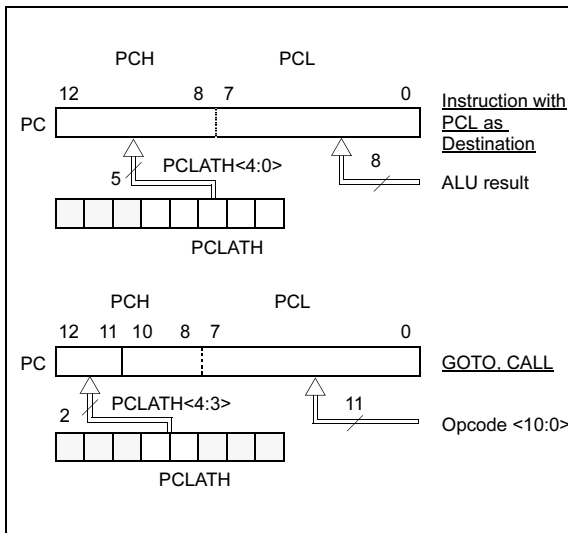 PCH PCL
12 8 7 0
PC
Instruction with
PCL as
Destination
5 PCLATH<4:0>
8
ALU result
PCLATH
PCH PCL
12 11 10 8 7 0
PC
GOTO, CALL
2 PCLATH<4:3>
11
Opcode <10:0>
PCLATH